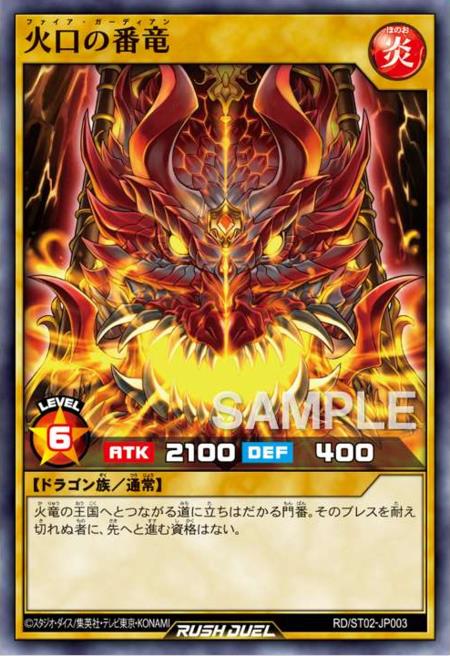 ファイア・ガーディアン
火口の番竜
ほのお
炎
SAMPLE
LEVEL
6
ATK 2100 DEF 400
【ドラゴン族／通常】
火竜の王国へとつながる道に立ちはだかる門番。そのブレスを耐え
切れぬ者に、先へと進む資格はない。
©スタジオ・ダイス/集英社・テレビ東京・KONAMI
RUSH DUEL
RD/ST02-JP003